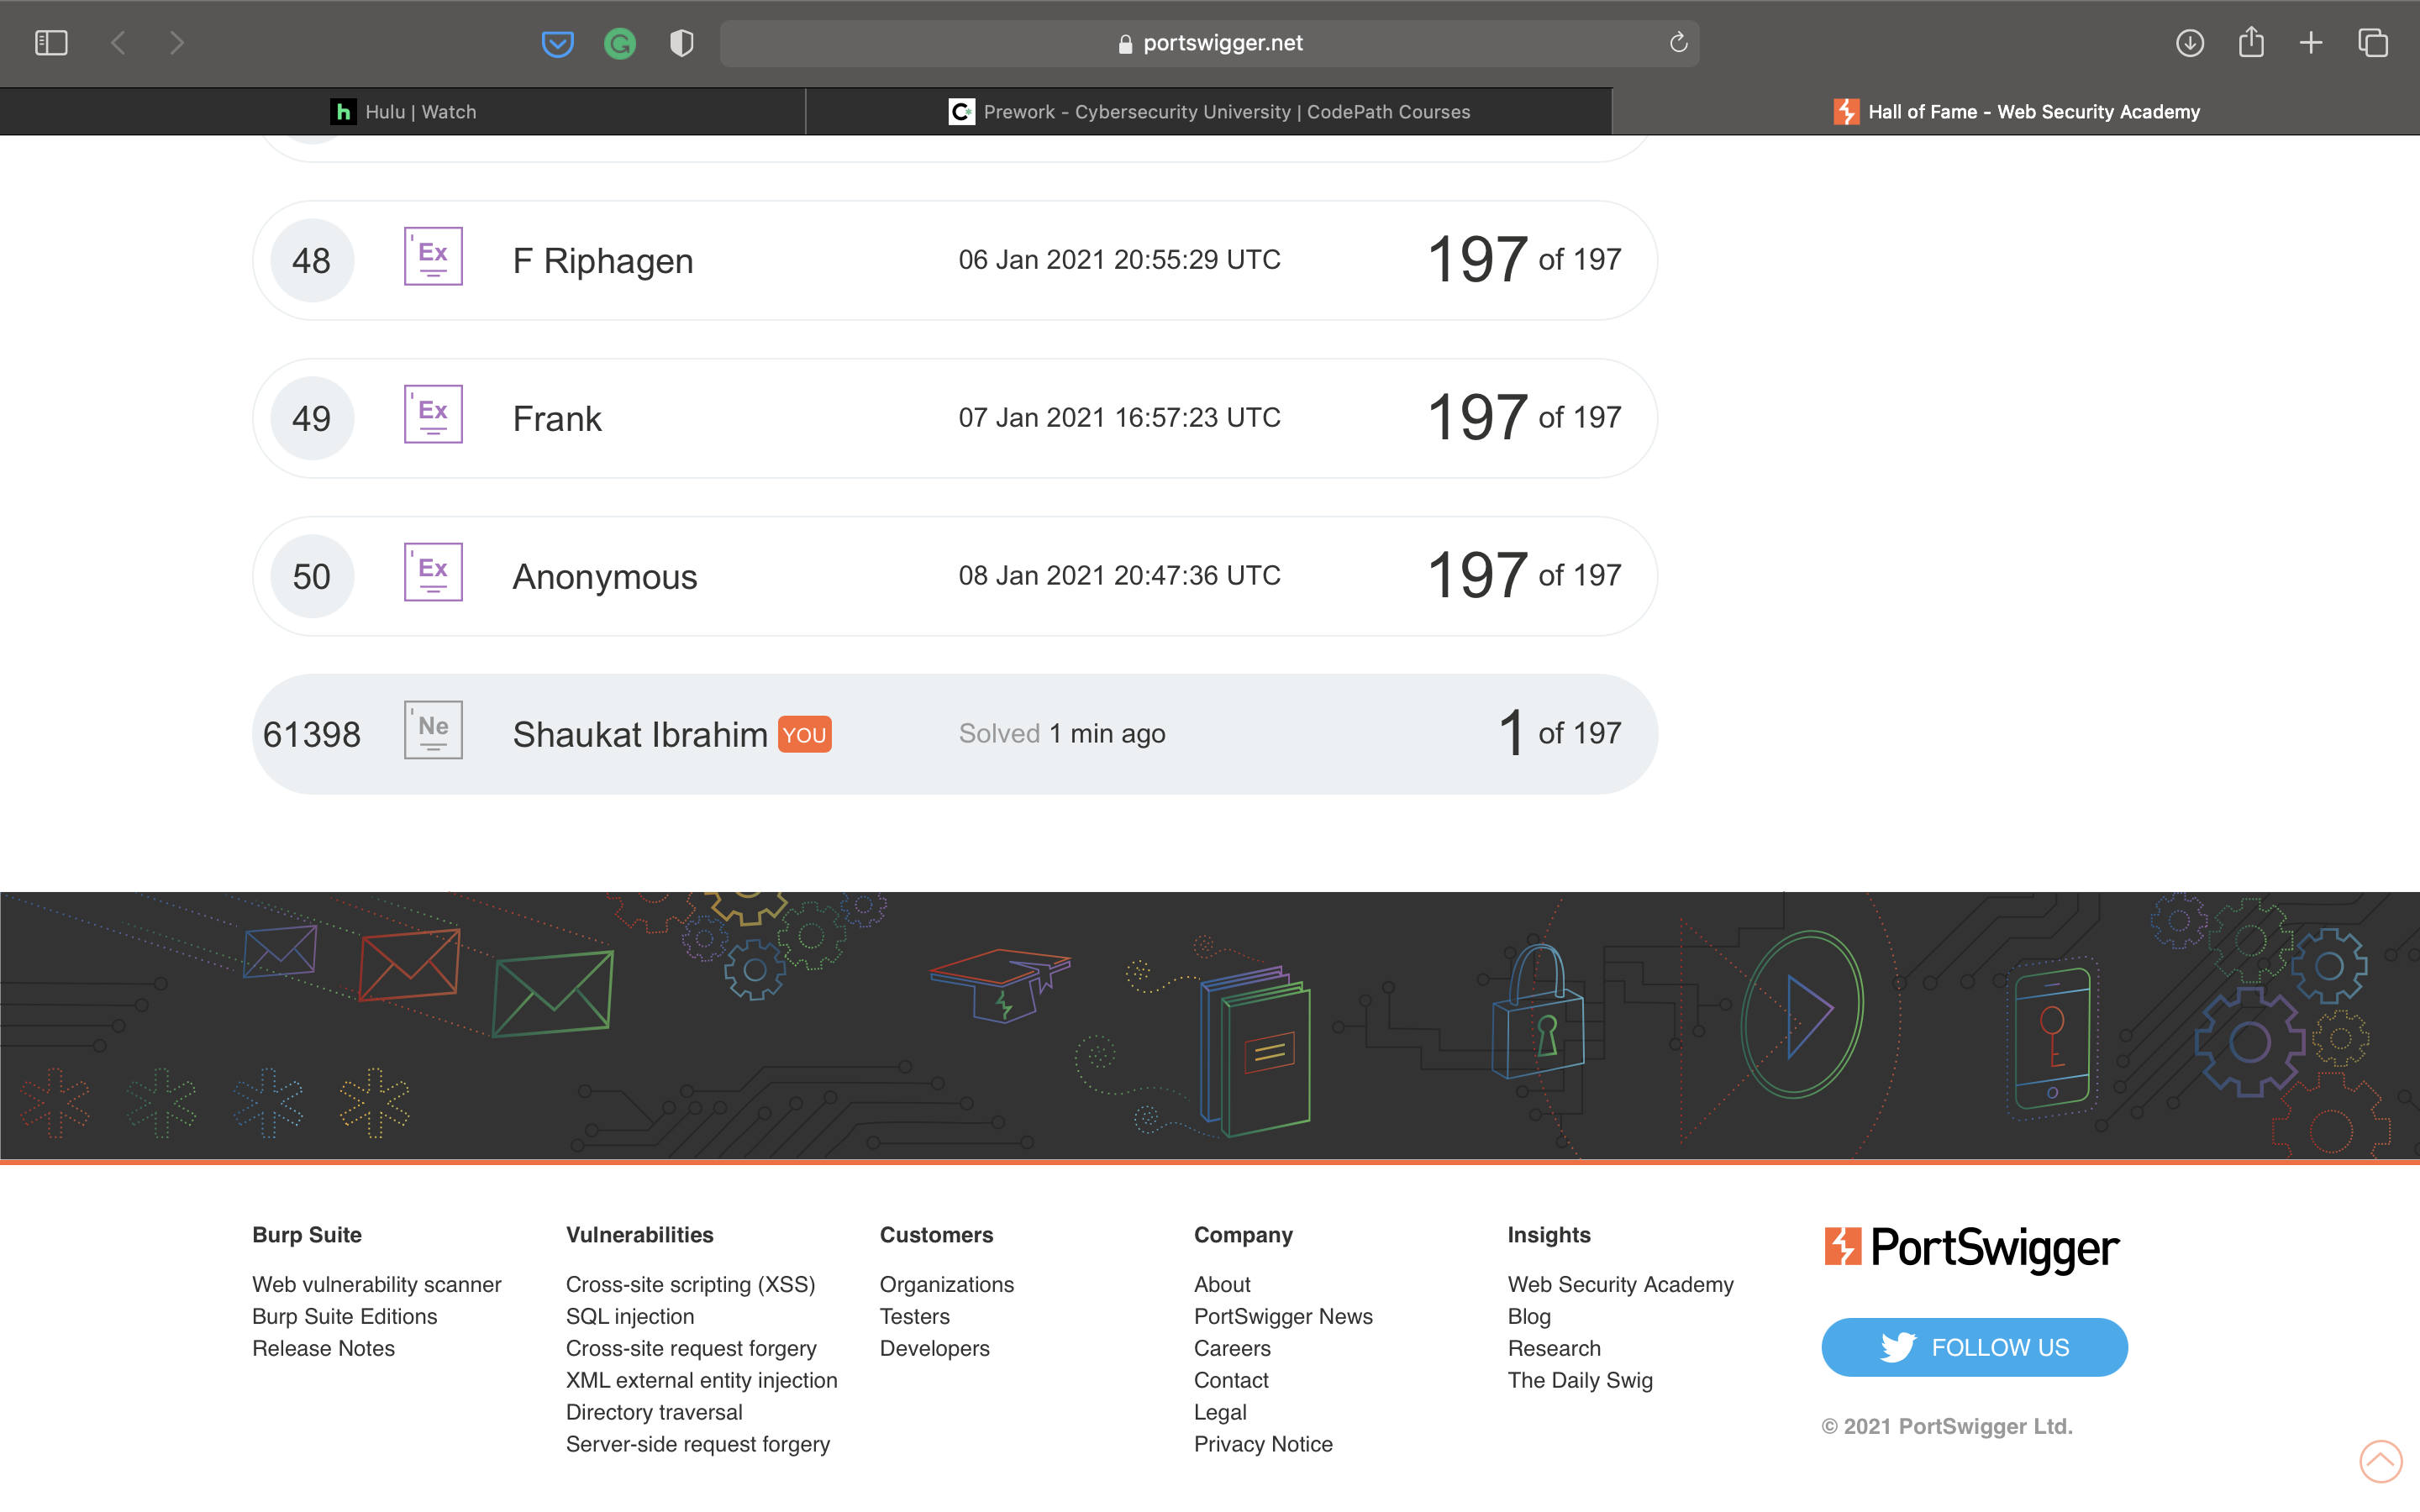 portswigger.net
Hulu | Watch
Prework - Cybersecurity University | CodePath Courses
Hall of Fame - Web Security Academy
48 Ex F Riphagen 06 Jan 2021 20:55:29 UTC 197 of 197
49 Ex Frank 07 Jan 2021 16:57:23 UTC 197 of 197
50 Ex Anonymous 08 Jan 2021 20:47:36 UTC 197 of 197
61398 Ne Shaukat Ibrahim YOU Solved 1 min ago 1 of 197
Burp Suite
Web vulnerability scanner
Burp Suite Editions
Release Notes
Vulnerabilities
Cross-site scripting (XSS)
SQL injection
Cross-site request forgery
XML external entity injection
Directory traversal
Server-side request forgery
Customers
Organizations
Testers
Developers
Company
About
PortSwigger News
Careers
Contact
Legal
Privacy Notice
Insights
Web Security Academy
Blog
Research
The Daily Swig
PortSwigger
FOLLOW US
© 2021 PortSwigger Ltd.